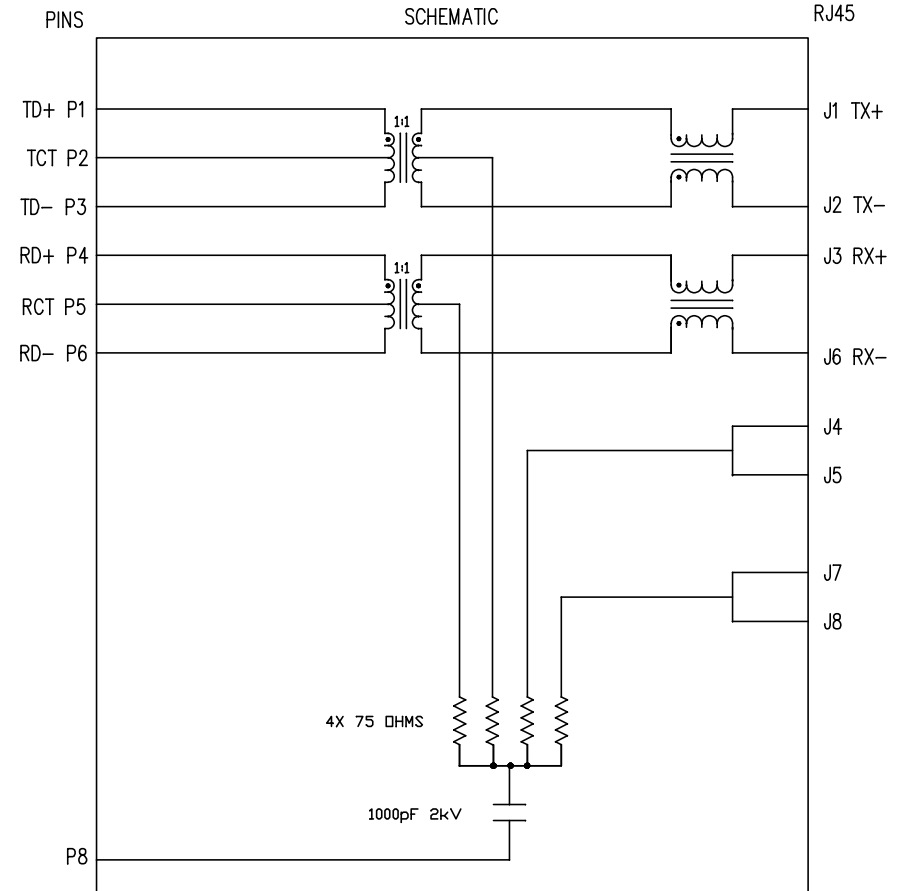 PINS SCHEMATIC RJ45
TD+ P1
1:1
J1 TX+
TCT P2
TD- P3
J2 TX-
RD+ P4
1:1
J3 RX+
RCT P5
RD- P6
J6 RX-
J4
J5
J7
J8
4X 75 OHMS
1000pF 2kV
P8